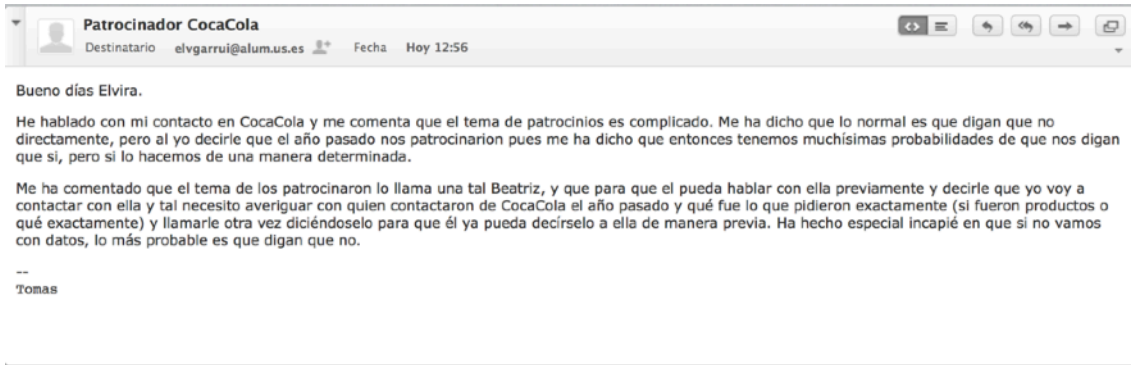 Patrocinador CocaCola
Destinatario elvgarrui@alum.us.es Fecha Hoy 12:56
Bueno días Elvira.
He hablado con mi contacto en CocaCola y me comenta que el tema de patrocinios es complicado. Me ha dicho que lo normal es que digan que no
directamente, pero al yo decirle que el año pasado nos patrocinarion pues me ha dicho que entonces tenemos muchísimas probabilidades de que nos digan
que si, pero si lo hacemos de una manera determinada.
Me ha comentado que el tema de los patrocinaron lo llama una tal Beatriz, y que para que el pueda hablar con ella previamente y decirle que yo voy a
contactar con ella y tal necesito averiguar con quien contactaron de CocaCola el año pasado y qué fue lo que pidieron exactamente (si fueron productos o
qué exactamente) y llamarle otra vez diciéndoselo para que él ya pueda decírselo a ella de manera previa. Ha hecho especial incapié en que si no vamos
con datos, lo más probable es que digan que no.
--
Tomas